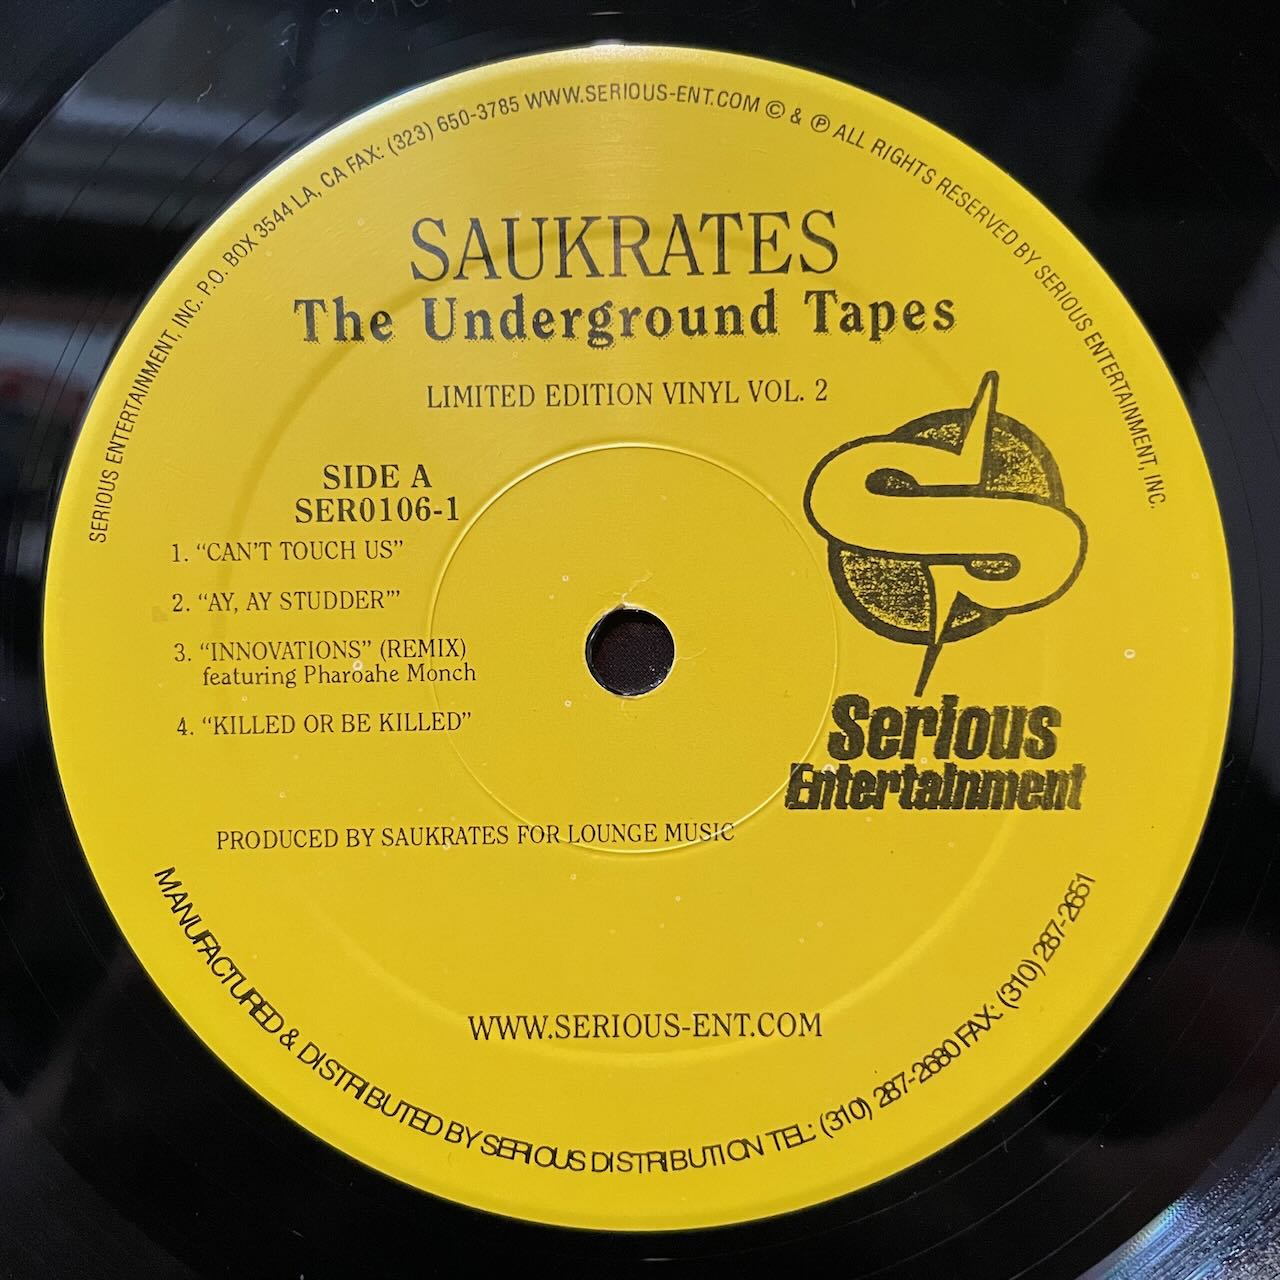 SERIOUS ENTERTAINMENT, INC. P.O. BOX 3544 LA, CA FAX: (323) 650-3785 WWW.SERIOUS-ENT.COM © & ℗ ALL RIGHTS RESERVED BY SERIOUS ENTERTAINMENT, INC.
SAUKRATES
The Underground Tapes
LIMITED EDITION VINYL VOL. 2
SIDE A
SER0106-1
1. “CAN’T TOUCH US”
2. “AY, AY STUDDER’”
3. “INNOVATIONS” (REMIX)
featuring Pharoahe Monch
4. “KILLED OR BE KILLED”
Serious
Entertainment
PRODUCED BY SAUKRATES FOR LOUNGE MUSIC
WWW.SERIOUS-ENT.COM
MANUFACTURED & DISTRIBUTED BY SERIOUS DISTRIBUTION TEL: (310) 287-2680 FAX: (310) 287-2651